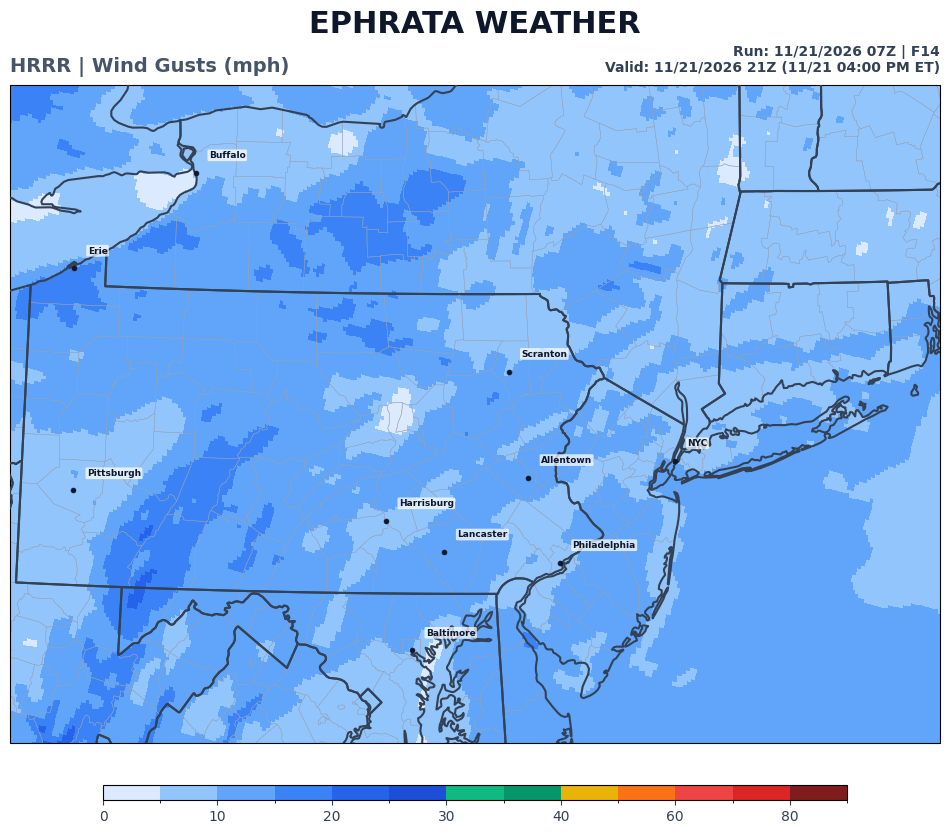 EPHRATA WEATHER
HRRR | Wind Gusts (mph)
Run: 11/21/2026 07Z | F14
Valid: 11/21/2026 21Z (11/21 04:00 PM ET)
Buffalo
Erie
Scranton
NYC
Allentown
Pittsburgh
Harrisburg
Lancaster
Philadelphia
Baltimore
0 10 20 30 40 50 60 70 80